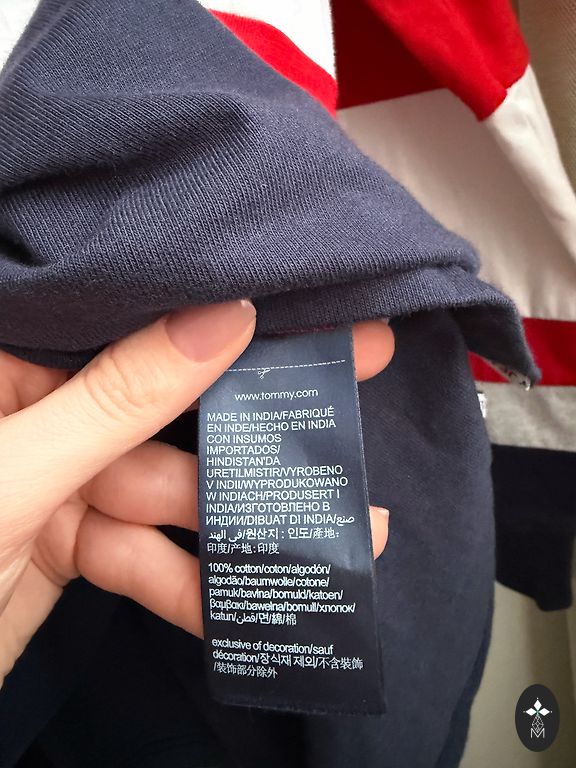 www.tommy.com
MADE IN INDIA/FABRIQUÉ
EN INDE/HECHO EN INDIA
CON INSUMOS
IMPORTADOS/
HINDISTAN'DA
URETILMISTIR/VYROBENO
V INDII/WYPRODUKOWANO
W INDIACH/PRODUSERT I
INDIA/ИЗГОТОВЛЕНО В
ИНДИИ/DIBUAT DI INDIA/صنع
في الهند/원산지 : 인도/產地:
印度/产地: 印度
100% cotton/coton/algodón/
algodão/baumwolle/cotone/
pamuk/bavlna/bomuld/katoen/
βαμβακι/bawełna/bomull/хлопок/
katun/قطن/면/綿/棉
exclusive of decoration/sauf
décoration/장식재 제외/不含裝飾
/装饰部分除外
M